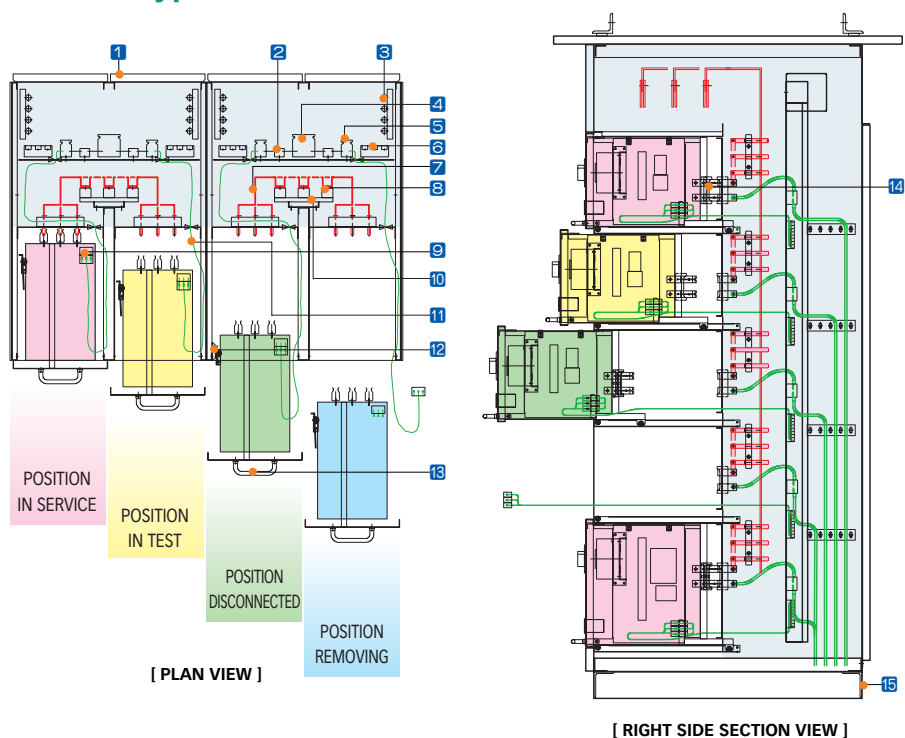 1
2
3
4
5
6
7
8
9
10
11
12
13
14
15
POSITION
IN SERVICE
POSITION
IN TEST
POSITION
DISCONNECTED
POSITION
REMOVING
[ PLAN VIEW ]
[ RIGHT SIDE SECTION VIEW ]